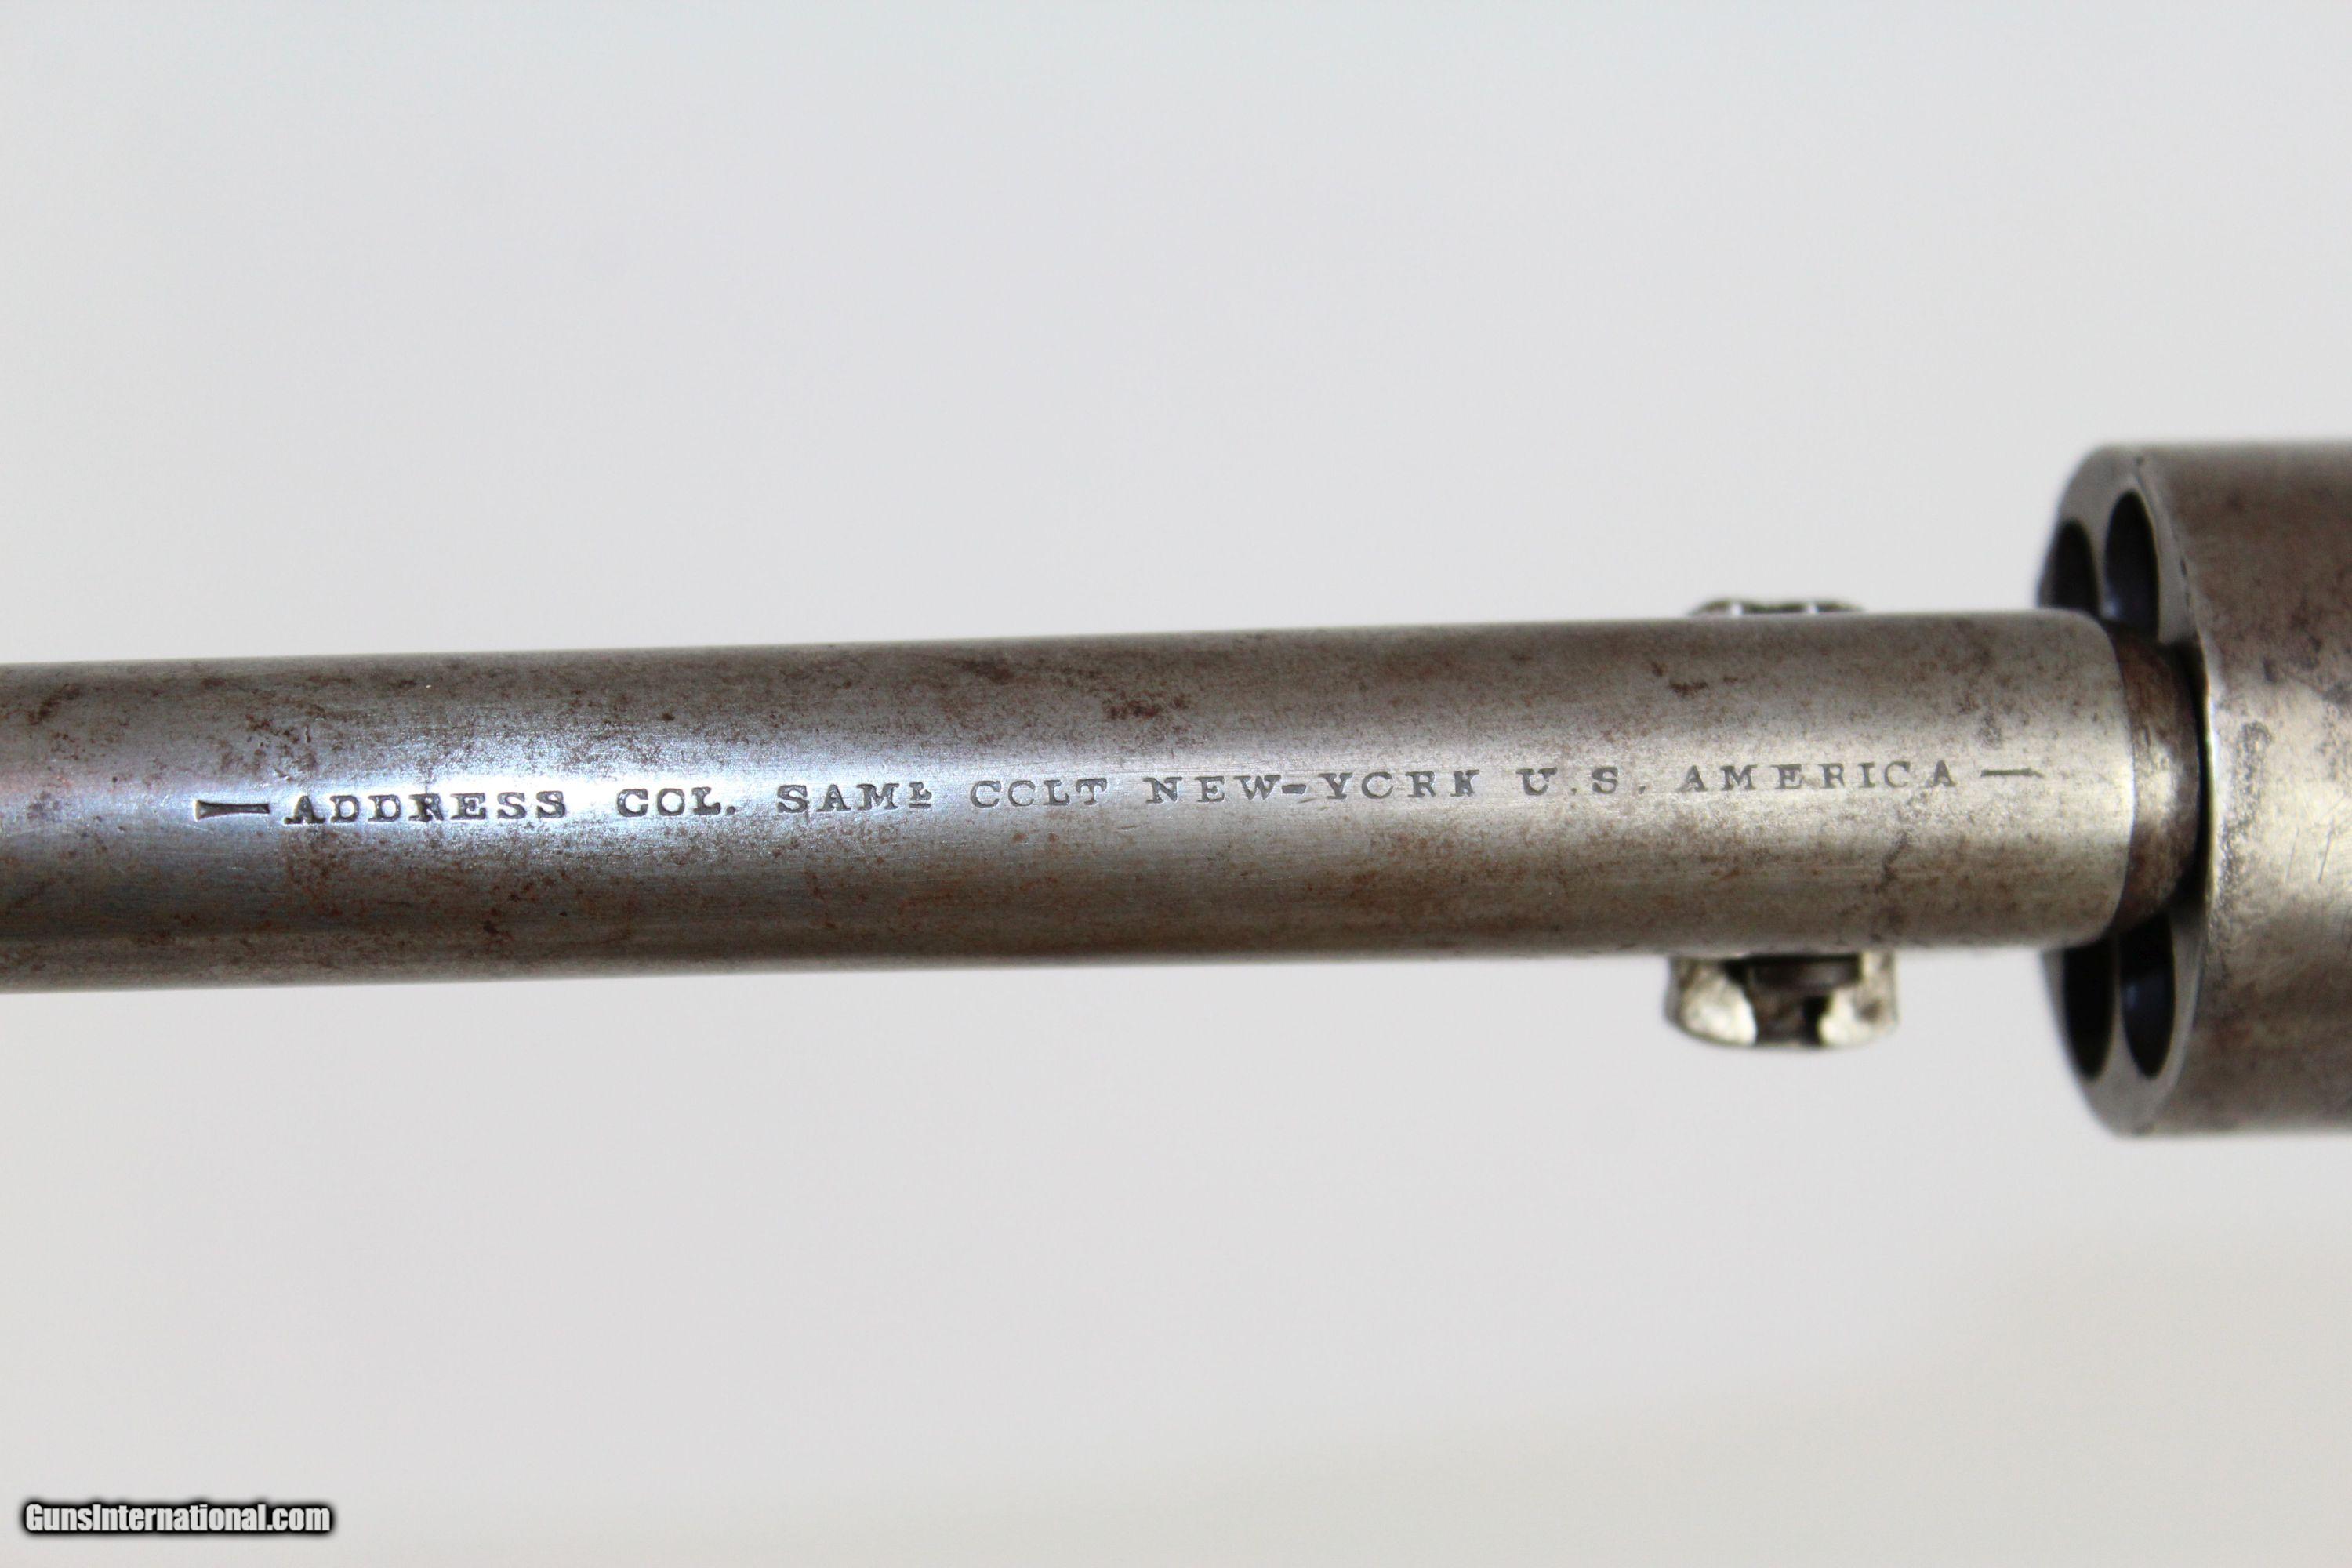 —ADDRESS COL. SAMᴸ COLT NEW-YORK U.S. AMERICA—
GunsInternational.com